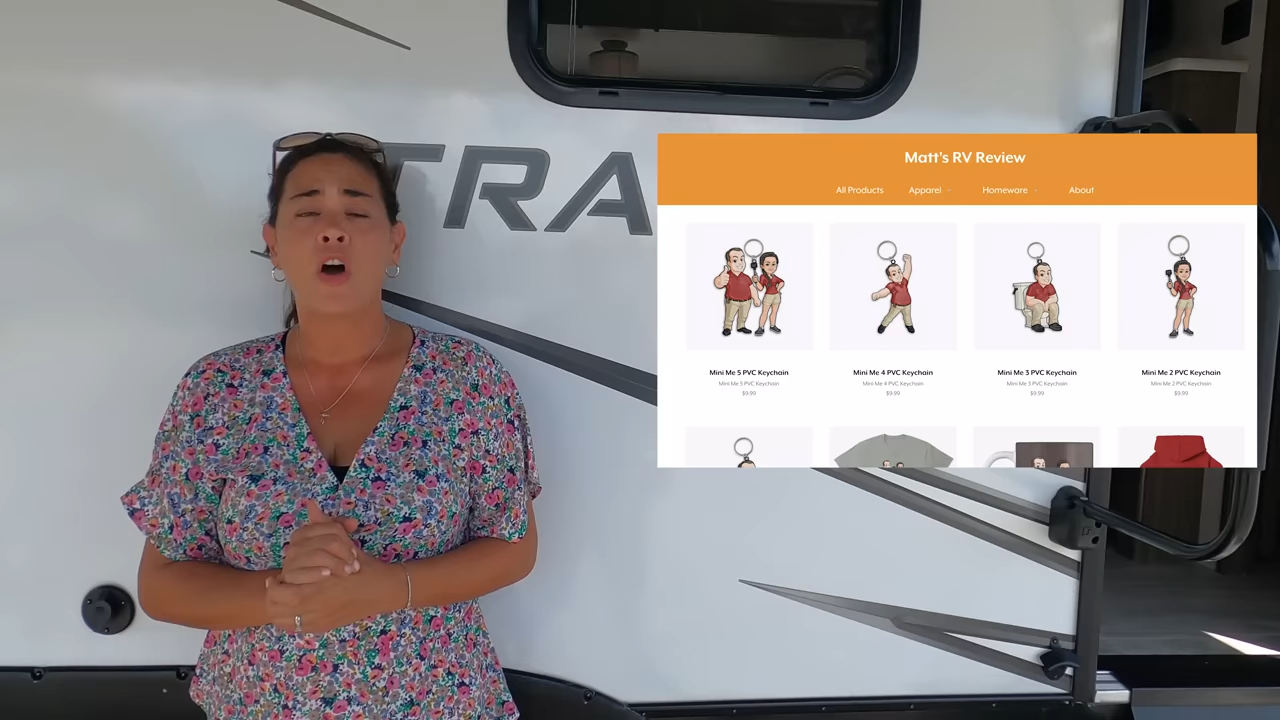 TRA
Matt's RV Review
All Products Apparel Homeware About
Mini Me 5 PVC Keychain
Mini Me 5 PVC Keychain
$9.99
Mini Me 4 PVC Keychain
Mini Me 4 PVC Keychain
$9.99
Mini Me 3 PVC Keychain
Mini Me 3 PVC Keychain
$9.99
Mini Me 2 PVC Keychain
Mini Me 2 PVC Keychain
$9.99